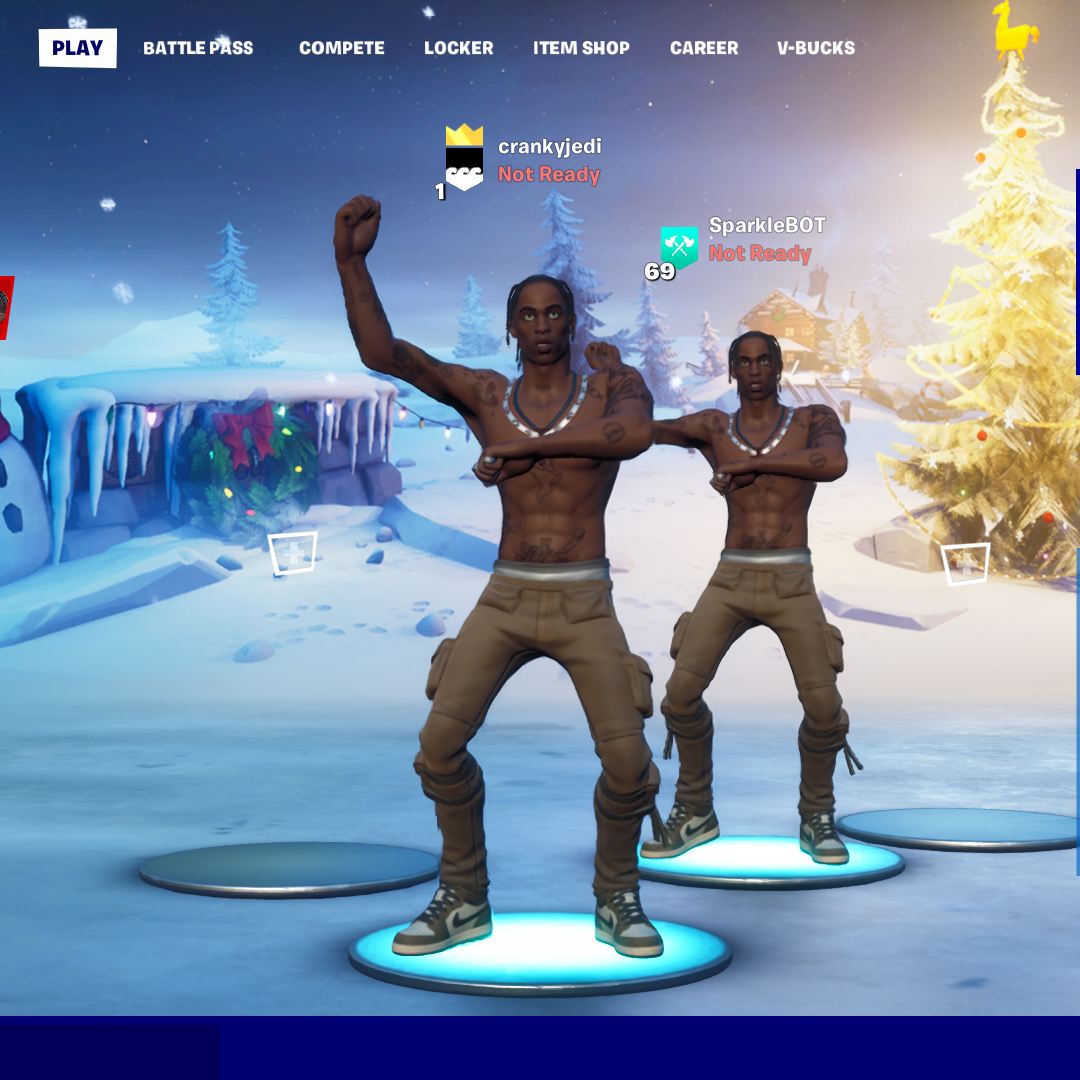 PLAY BATTLE PASS COMPETE LOCKER ITEM SHOP CAREER V-BUCKS
crankyjedi
Not Ready
1
SparkleBOT
Not Ready
69